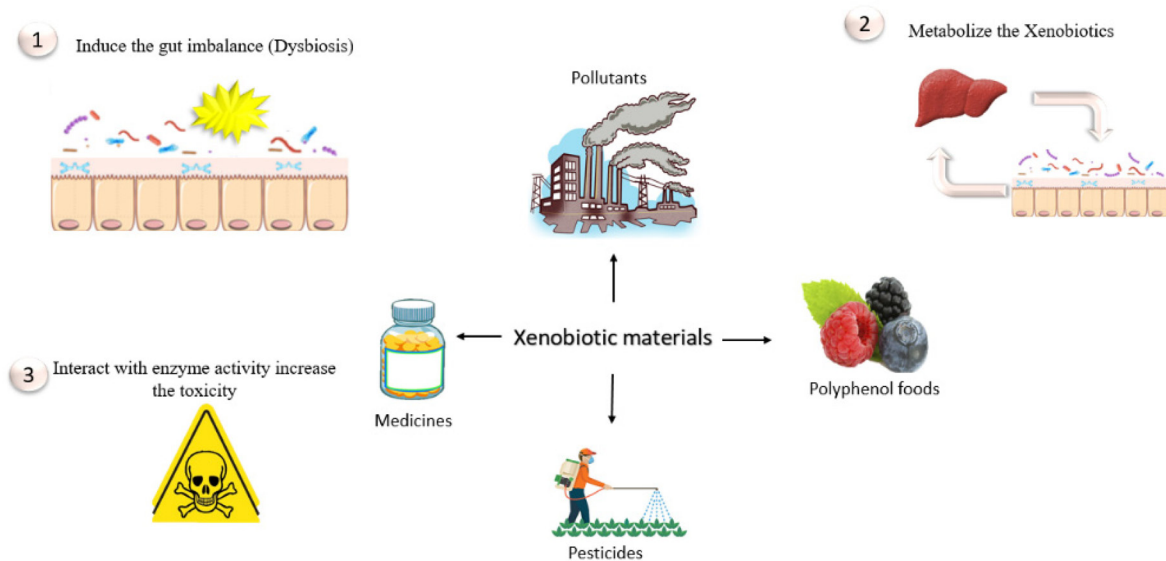 1
Induce the gut imbalance (Dysbiosis)
2
Metabolize the Xenobiotics
Pollutants
Xenobiotic materials
Medicines
Polyphenol foods
3
Interact with enzyme activity increase
the toxicity
Pesticides